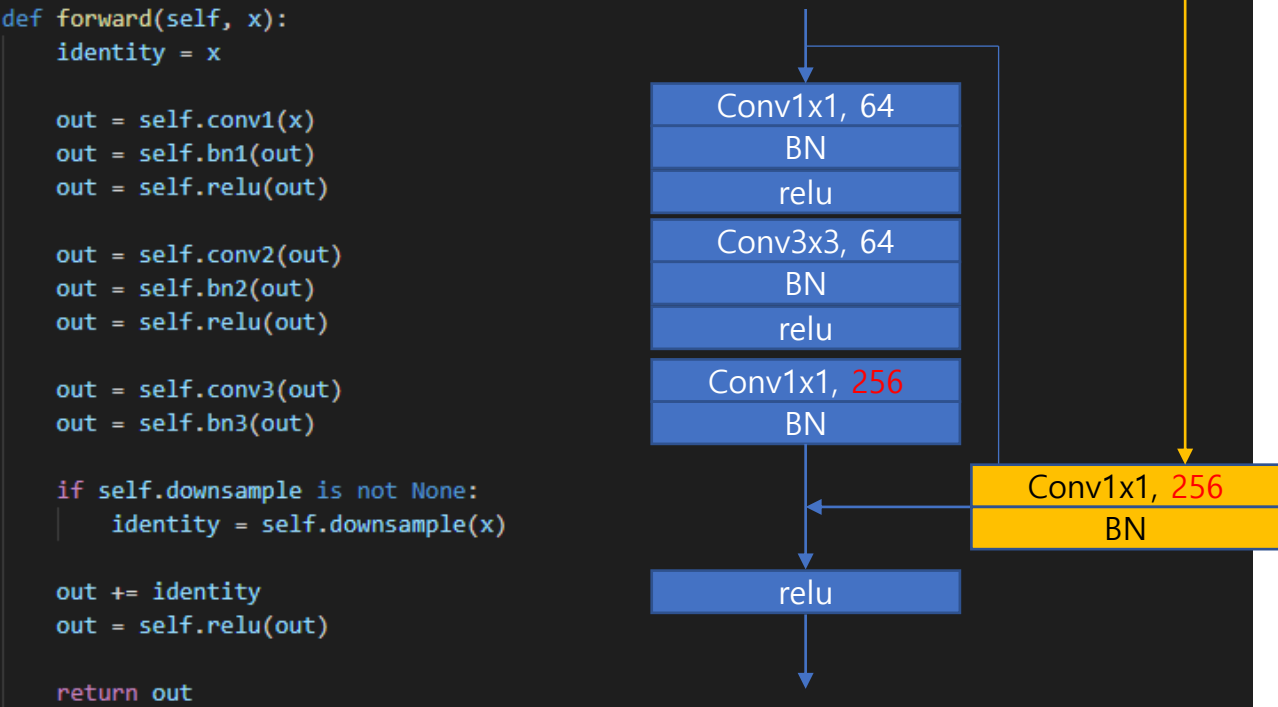 def forward(self, x):
identity = x
out = self.conv1(x)
out = self.bn1(out)
out = self.relu(out)
out = self.conv2(out)
out = self.bn2(out)
out = self.relu(out)
out = self.conv3(out)
out = self.bn3(out)
if self.downsample is not None:
identity = self.downsample(x)
out += identity
out = self.relu(out)
return out
Conv1x1, 64
BN
relu
Conv3x3, 64
BN
relu
Conv1x1, 256
BN
Conv1x1, 256
BN
relu